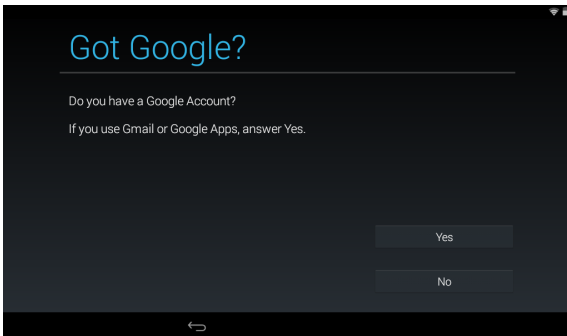 Got Google?
Do you have a Google Account?
If you use Gmail or Google Apps, answer Yes.
Yes
No